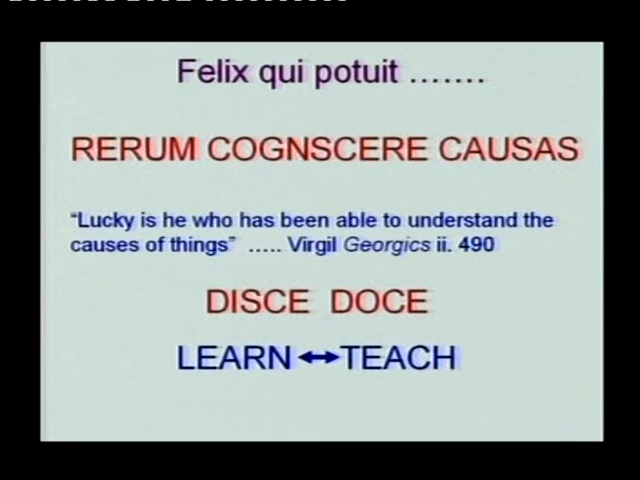 Felix qui potuit …….
RERUM COGNSCERE CAUSAS
“Lucky is he who has been able to understand the
causes of things” ….. Virgil Georgics ii. 490
DISCE DOCE
LEARN↔TEACH